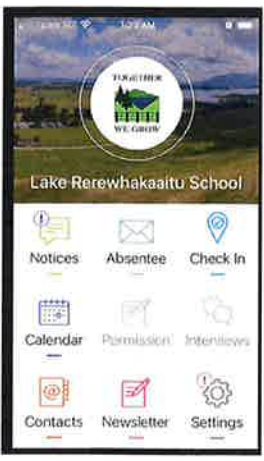 TOGETHER
WE GROW
Lake Rerewhakaaitu School
Notices
Absentee
Check In
Calendar
Permission
Interviews
Contacts
Newsletter
Settings